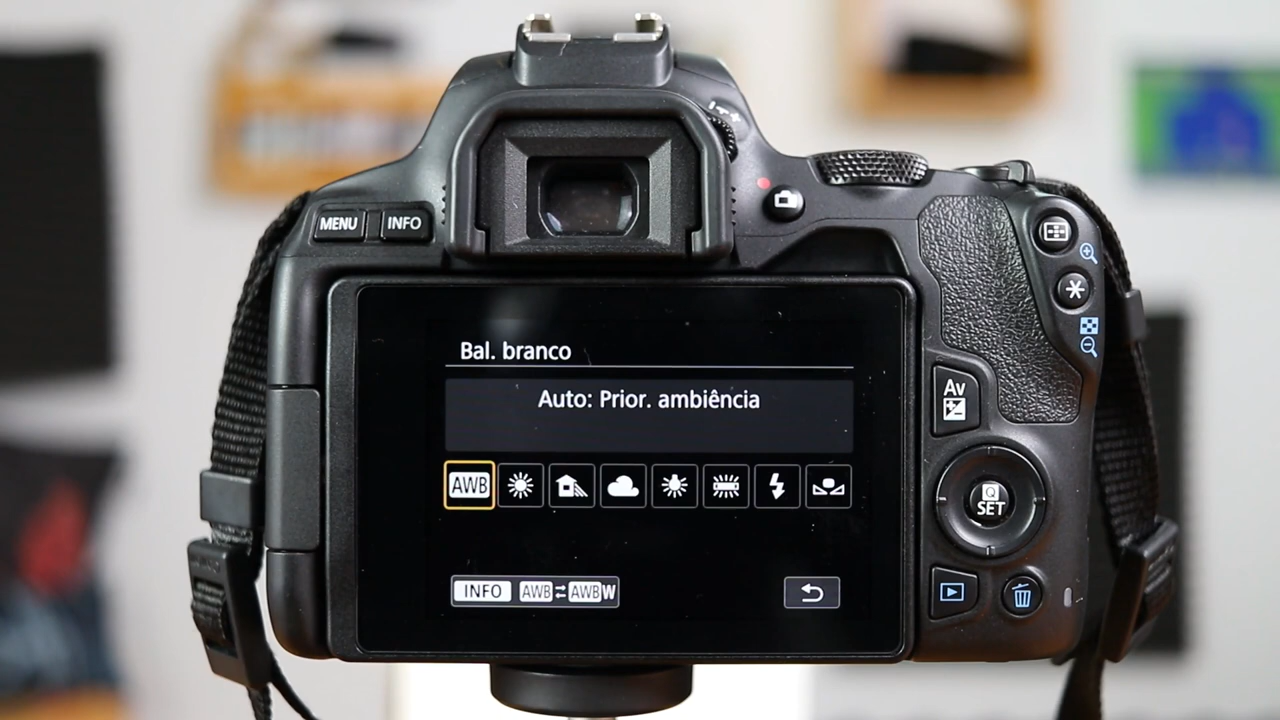 MENU
INFO
Bal. branco
Auto: Prior. ambiência
AWB
INFO AWB AWBW
Av
Q
SET